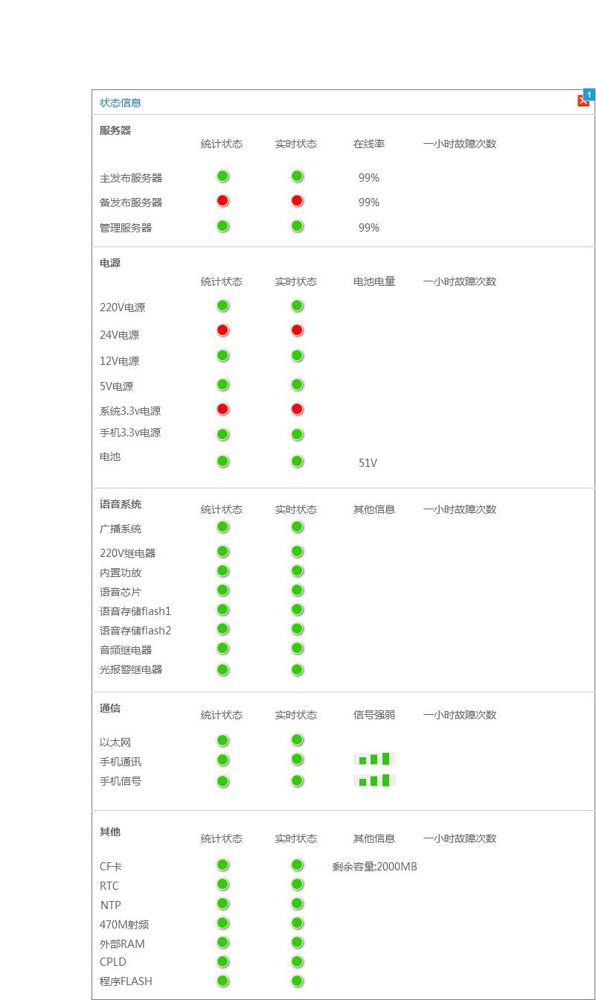 1
状态信息
服务器
统计状态 实时状态 在线率 一小时故障次数
主发布服务器 99%
备发布服务器 99%
管理服务器 99%
电源
统计状态 实时状态 电池电量 一小时故障次数
220V电源
24V电源
12V电源
5V电源
系统3.3v电源
手机3.3v电源
电池 51V
语音系统
统计状态 实时状态 其他信息 一小时故障次数
广播系统
220V继电器
内置功放
语音芯片
语音存储flash1
语音存储flash2
音频继电器
光报警继电器
通信
统计状态 实时状态 信号强弱 一小时故障次数
以太网
手机通讯
手机信号
其他
统计状态 实时状态 其他信息 一小时故障次数
CF卡 剩余容量:2000MB
RTC
NTP
470M射频
外部RAM
CPLD
程序FLASH